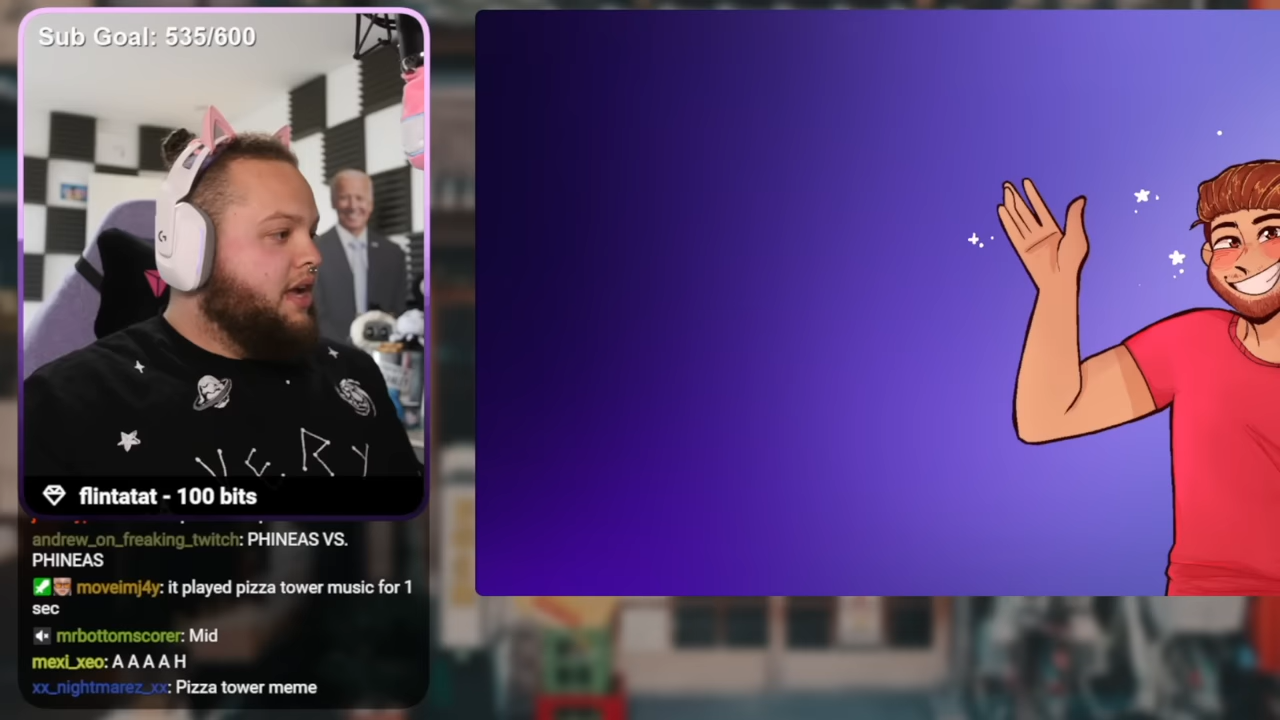 Sub Goal: 535/600
VERY
flintatat - 100 bits
andrew_on_freaking_twitch: PHINEAS VS.
PHINEAS
moveimj4y: it played pizza tower music for 1
sec
mrbottomscorer: Mid
mexi_xeo: A A A A H
xx_nightmarez_xx: Pizza tower meme